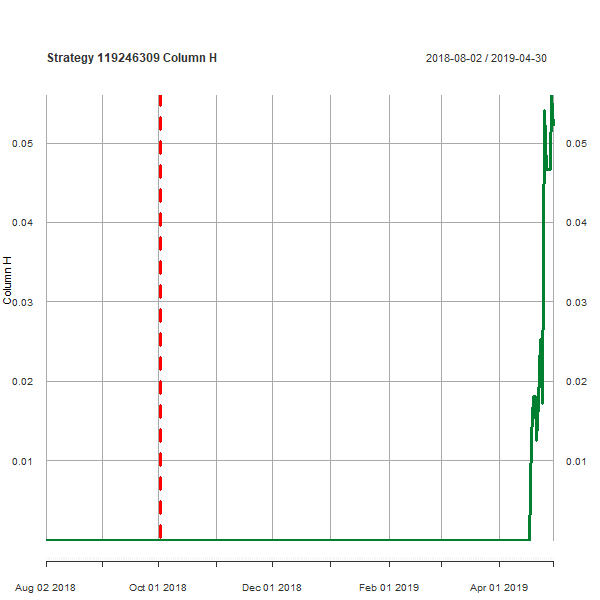 Strategy 119246309 Column H
2018-08-02 / 2019-04-30
0.05
0.05
0.04
0.04
Column H
0.03
0.03
0.02
0.02
0.01
0.01
Aug 02 2018
Oct 01 2018
Dec 01 2018
Feb 01 2019
Apr 01 2019